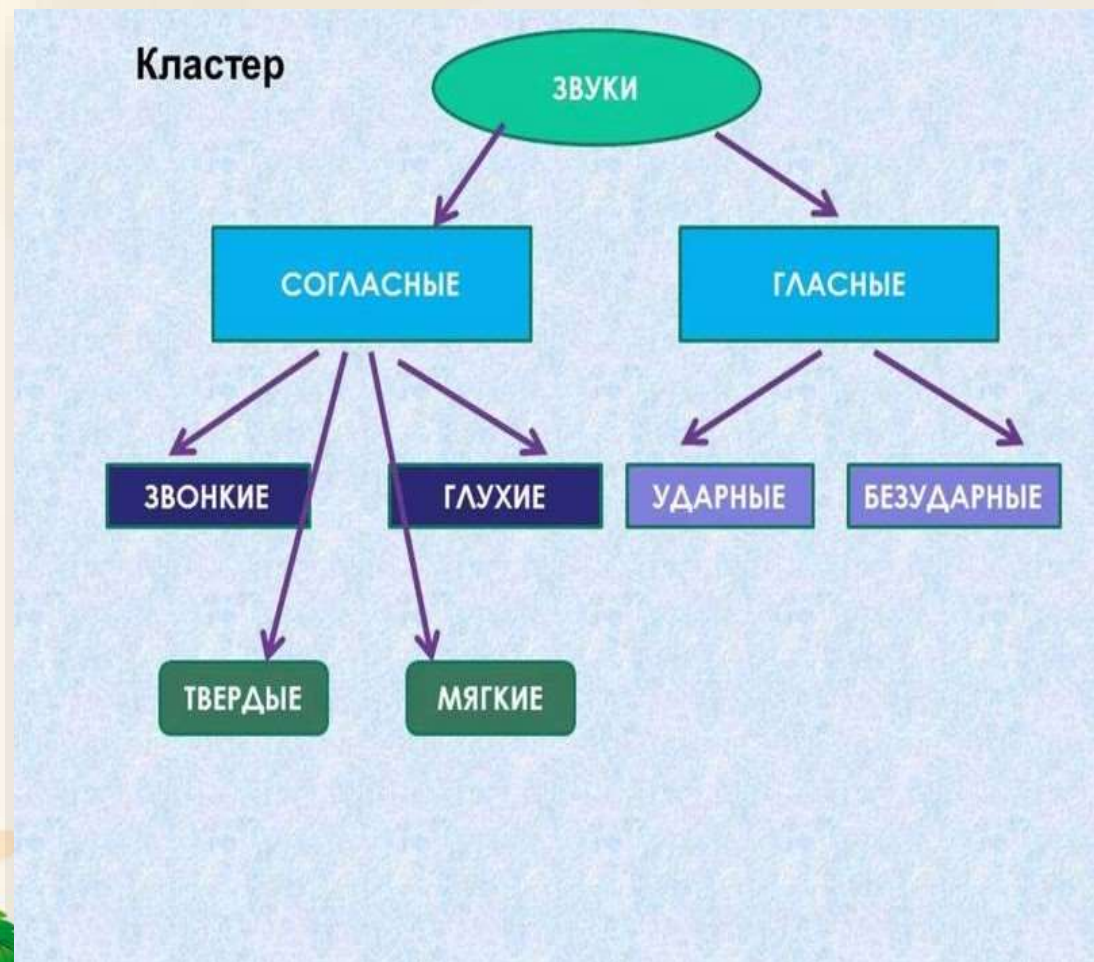 Кластер
ЗВУКИ
СОГЛАСНЫЕ
ГЛАСНЫЕ
ЗВОНКИЕ
ГЛУХИЕ
УДАРНЫЕ
БЕЗУДАРНЫЕ
ТВЕРДЫЕ
МЯГКИЕ